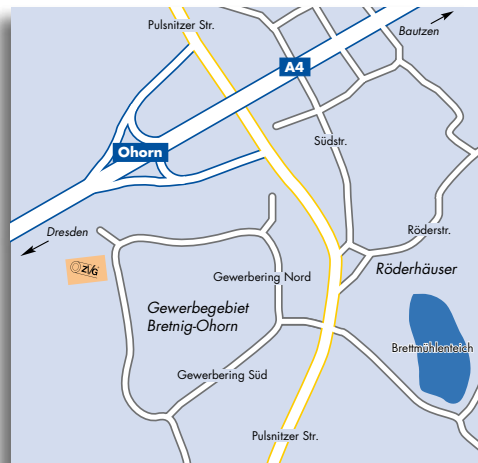 Pulsnitzer Str.
Bautzen
A4
Ohorn
Südstr.
Dresden
Röderstr.
ZVG
Gewerbering Nord
Röderhäuser
Gewerbegebiet
Bretnig-Ohorn
Brettmühlenteich
Gewerbering Süd
Pulsnitzer Str.